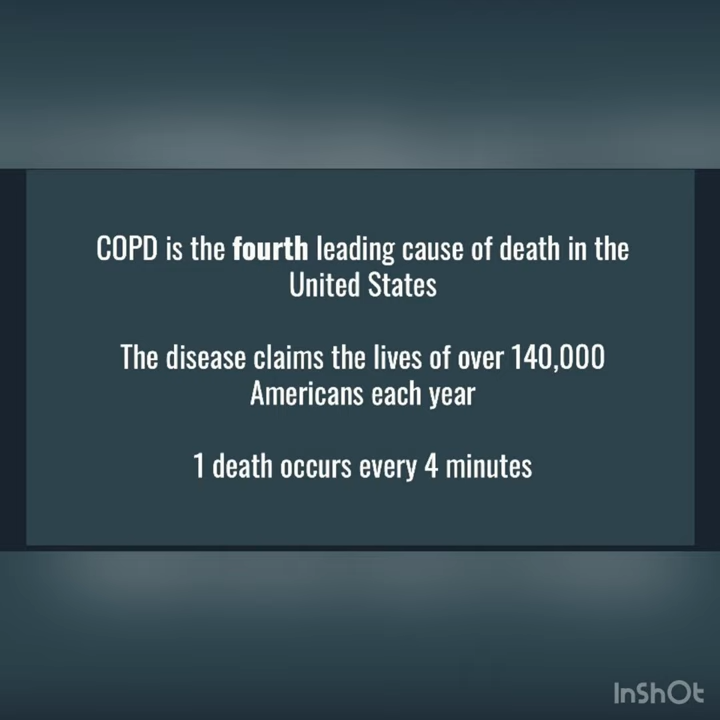 COPD is the fourth leading cause of death in the
United States
The disease claims the lives of over 140,000
Americans each year
1 death occurs every 4 minutes
InShOt